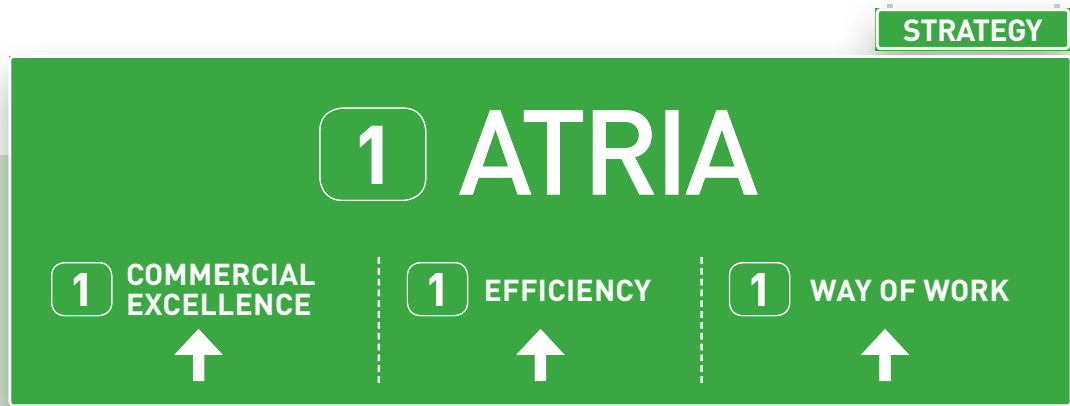 STRATEGY
1 ATRIA
1 COMMERCIAL
EXCELLENCE
1 EFFICIENCY
1 WAY OF WORK